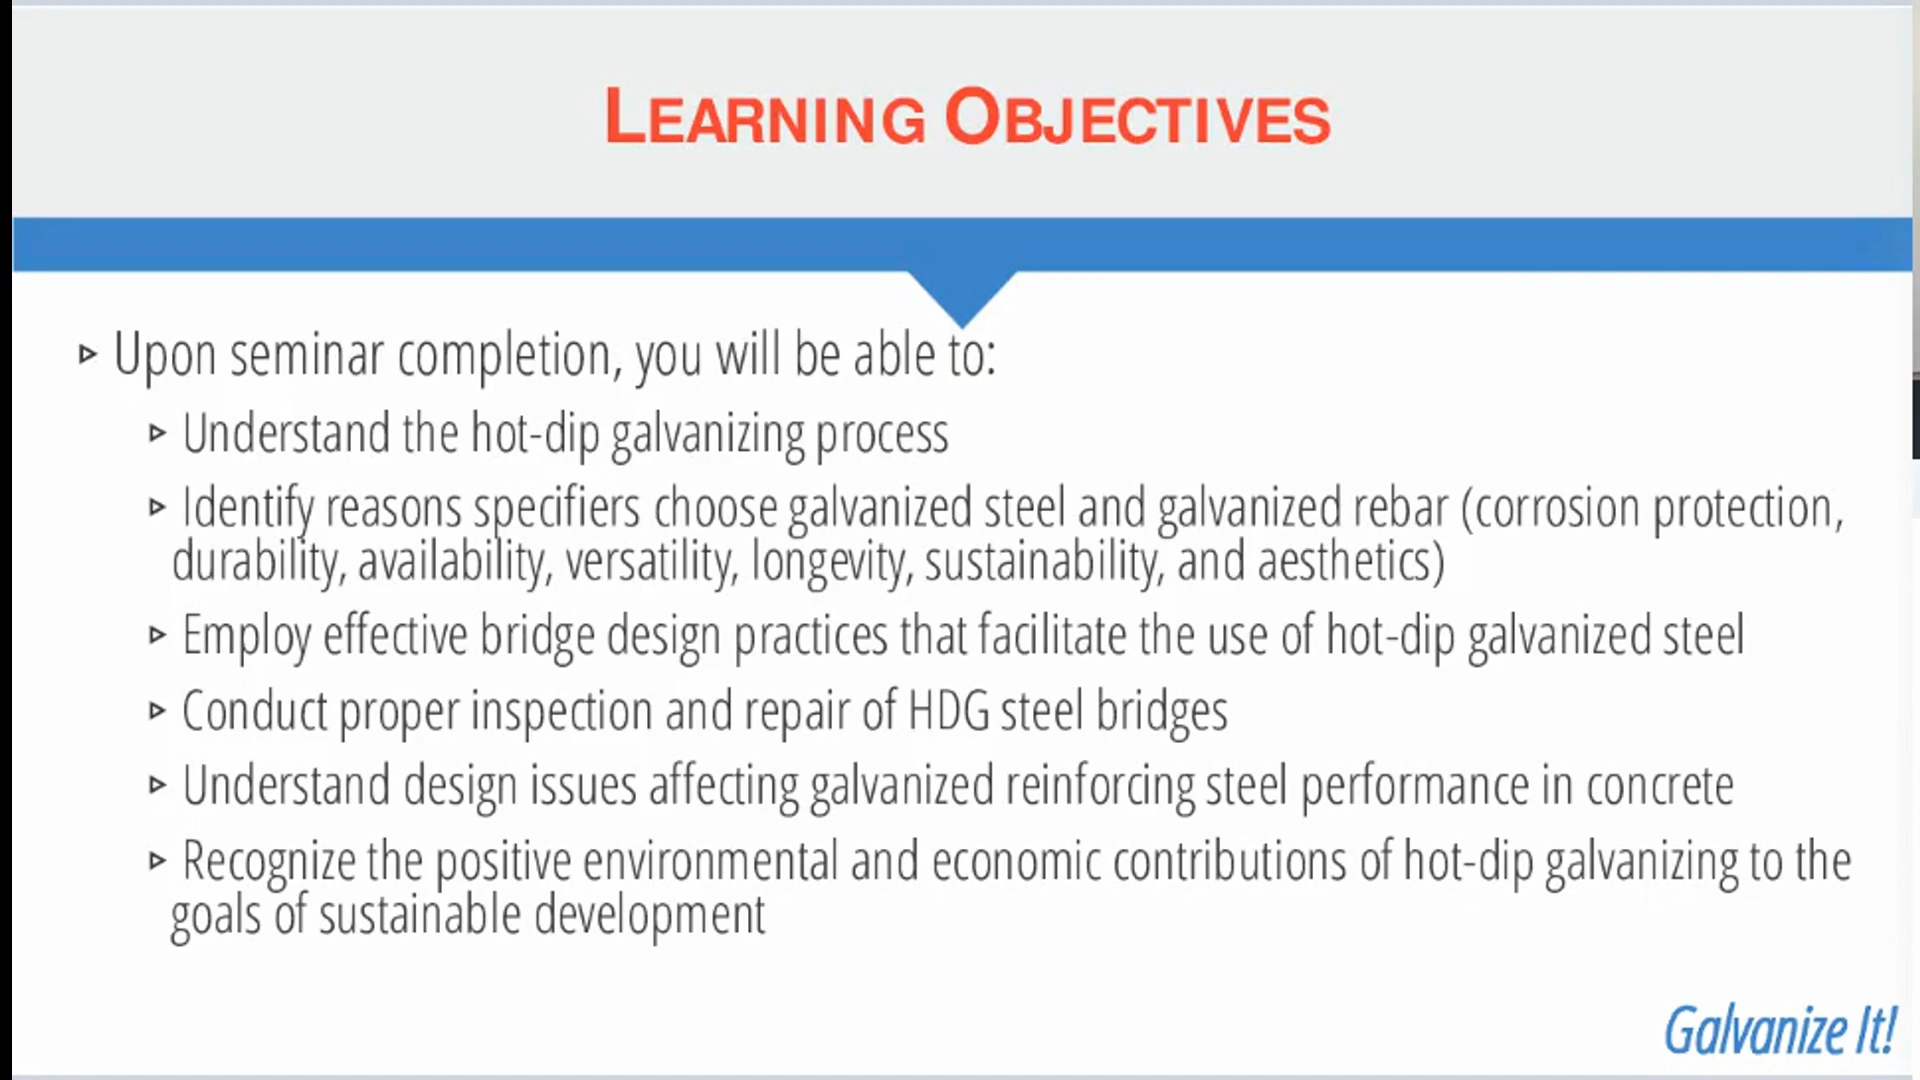 LEARNING OBJECTIVES
Upon seminar completion, you will be able to:
Understand the hot-dip galvanizing process
Identify reasons specifiers choose galvanized steel and galvanized rebar (corrosion protection,
durability, availability, versatility, longevity, sustainability, and aesthetics)
Employ effective bridge design practices that facilitate the use of hot-dip galvanized steel
Conduct proper inspection and repair of HDG steel bridges
Understand design issues affecting galvanized reinforcing steel performance in concrete
Recognize the positive environmental and economic contributions of hot-dip galvanizing to the
goals of sustainable development
Galvanize It!